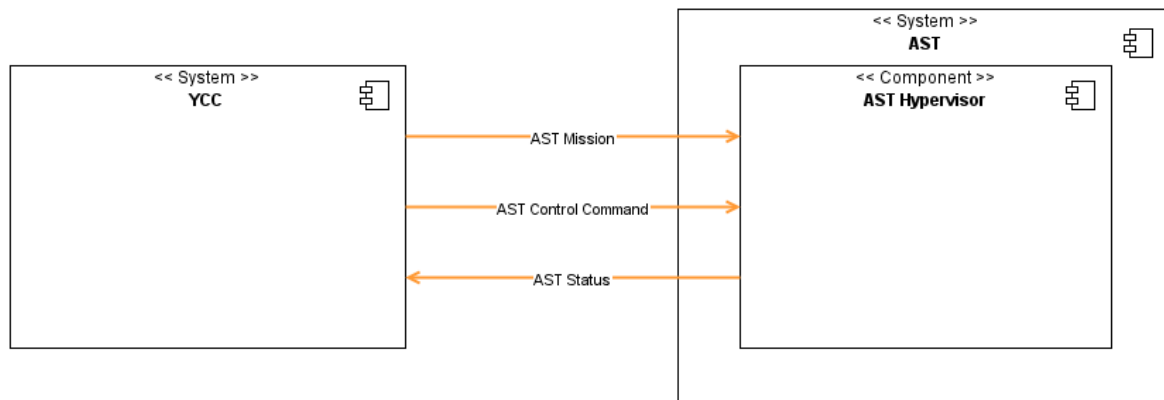 << System >>
AST
<< System >>
YCC
<< Component >>
AST Hypervisor
AST Mission
AST Control Command
AST Status